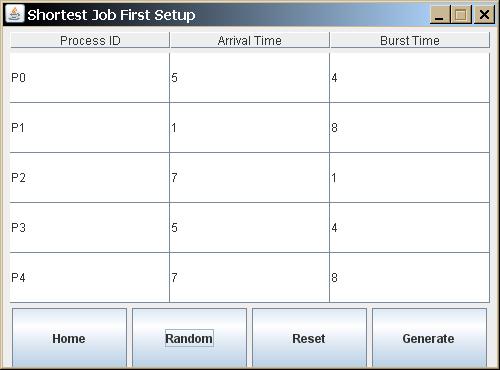 Shortest Job First Setup
Process ID Arrival Time Burst Time
P0 5 4
P1 1 8
P2 7 1
P3 5 4
P4 7 8
Home Random Reset Generate